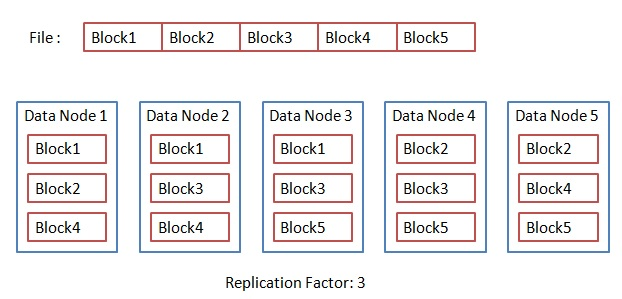 File : Block1 Block2 Block3 Block4 Block5
Data Node 1 Data Node 2 Data Node 3 Data Node 4 Data Node 5
Block1 Block1 Block1 Block2 Block2
Block2 Block3 Block3 Block3 Block4
Block4 Block4 Block5 Block5 Block5
Replication Factor: 3